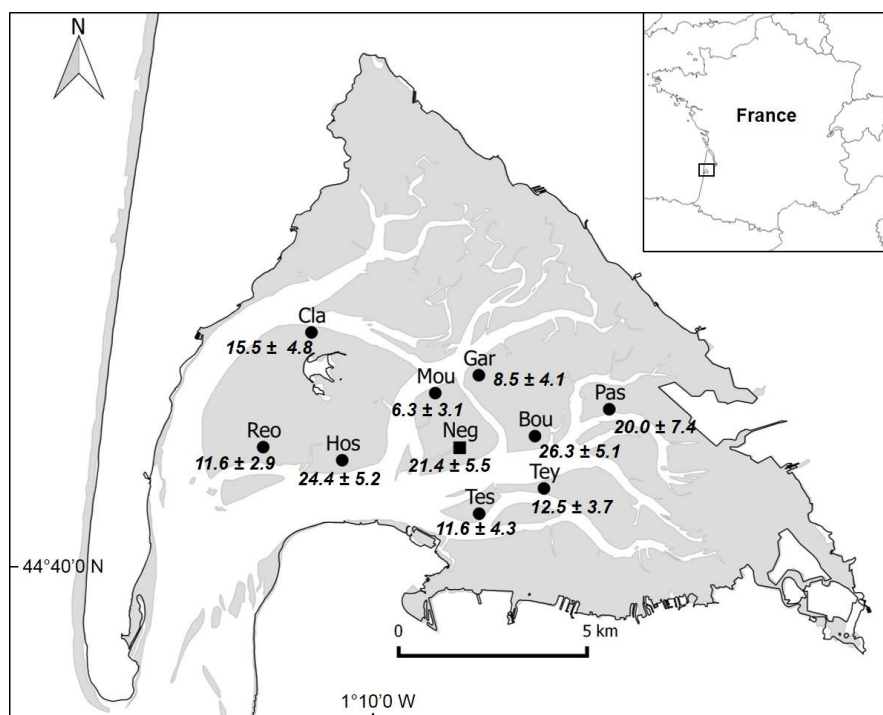 N
France
Cla
15.5 ± 4.8
Gar
8.5 ± 4.1
Mou
6.3 ± 3.1
Pas
20.0 ± 7.4
Reo
11.6 ± 2.9
Hos
24.4 ± 5.2
Neg
21.4 ± 5.5
Bou
26.3 ± 5.1
Tey
12.5 ± 3.7
Tes
11.6 ± 4.3
44°40'0 N
0 5 km
1°10'0 W